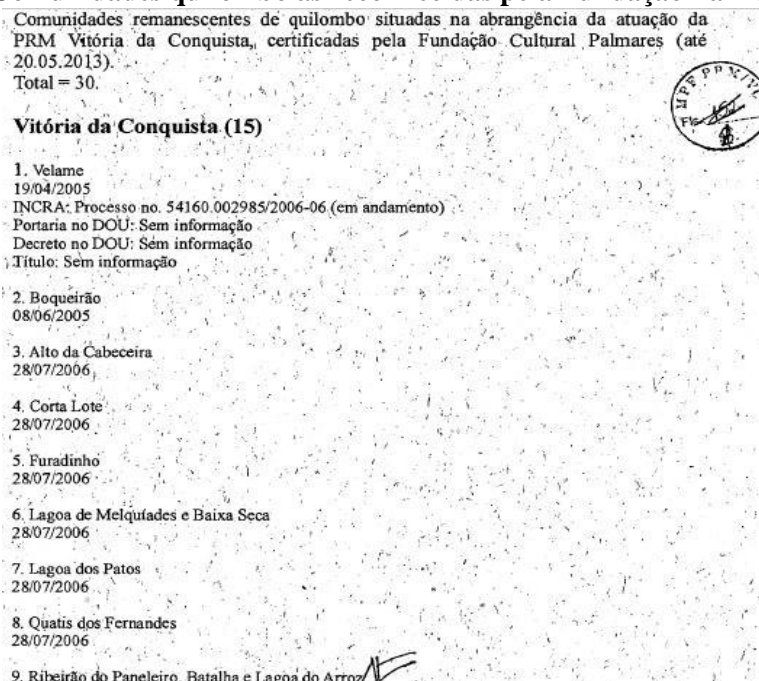 Comunidades remanescentes de quilombo situadas na abrangência da atuação da
PRM Vitória da Conquista, certificadas pela Fundação Cultural Palmares (até
20.05.2013).
Total = 30.
MPF PRM/VC
Fls
Vitória da Conquista (15)
1. Velame
19/04/2005
INCRA: Processo no. 54160.002985/2006-06 (em andamento)
Portaria no DOU: Sem informação
Decreto no DOU: Sem informação
Título: Sem informação
2. Boqueirão
08/06/2005
3. Alto da Cabeceira
28/07/2006
4. Corta Lote
28/07/2006
5. Furadinho
28/07/2006
6. Lagoa de Melquíades e Baixa Seca
28/07/2006
7. Lagoa dos Patos
28/07/2006
8. Quatis dos Fernandes
28/07/2006
9. Ribeirão do Paneleiro, Batalha e Lagoa do Arroz